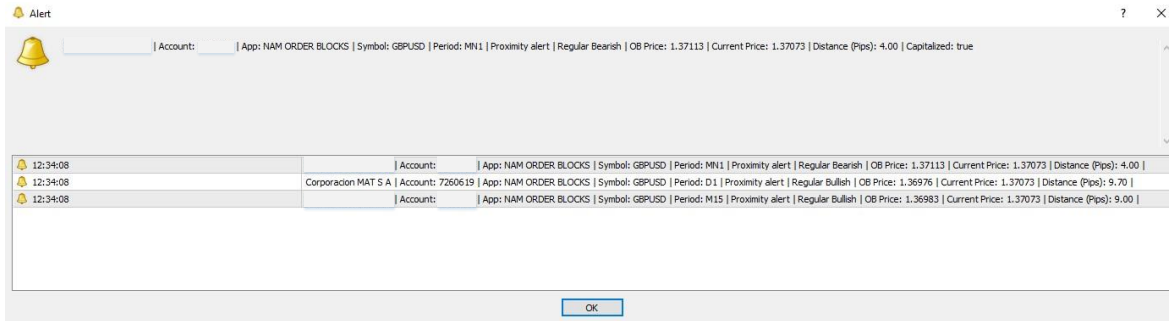 Alert
? X
| Account: | App: NAM ORDER BLOCKS | Symbol: GBPUSD | Period: MN1 | Proximity alert | Regular Bearish | OB Price: 1.37113 | Current Price: 1.37073 | Distance (Pips): 4.00 | Capitalized: true
12:34:08 | Account: | App: NAM ORDER BLOCKS | Symbol: GBPUSD | Period: MN1 | Proximity alert | Regular Bearish | OB Price: 1.37113 | Current Price: 1.37073 | Distance (Pips): 4.00 |
12:34:08 Corporacion MAT S A | Account: 7260619 | App: NAM ORDER BLOCKS | Symbol: GBPUSD | Period: D1 | Proximity alert | Regular Bullish | OB Price: 1.36976 | Current Price: 1.37073 | Distance (Pips): 9.70 |
12:34:08 | Account: | App: NAM ORDER BLOCKS | Symbol: GBPUSD | Period: M15 | Proximity alert | Regular Bullish | OB Price: 1.36983 | Current Price: 1.37073 | Distance (Pips): 9.00 |
OK